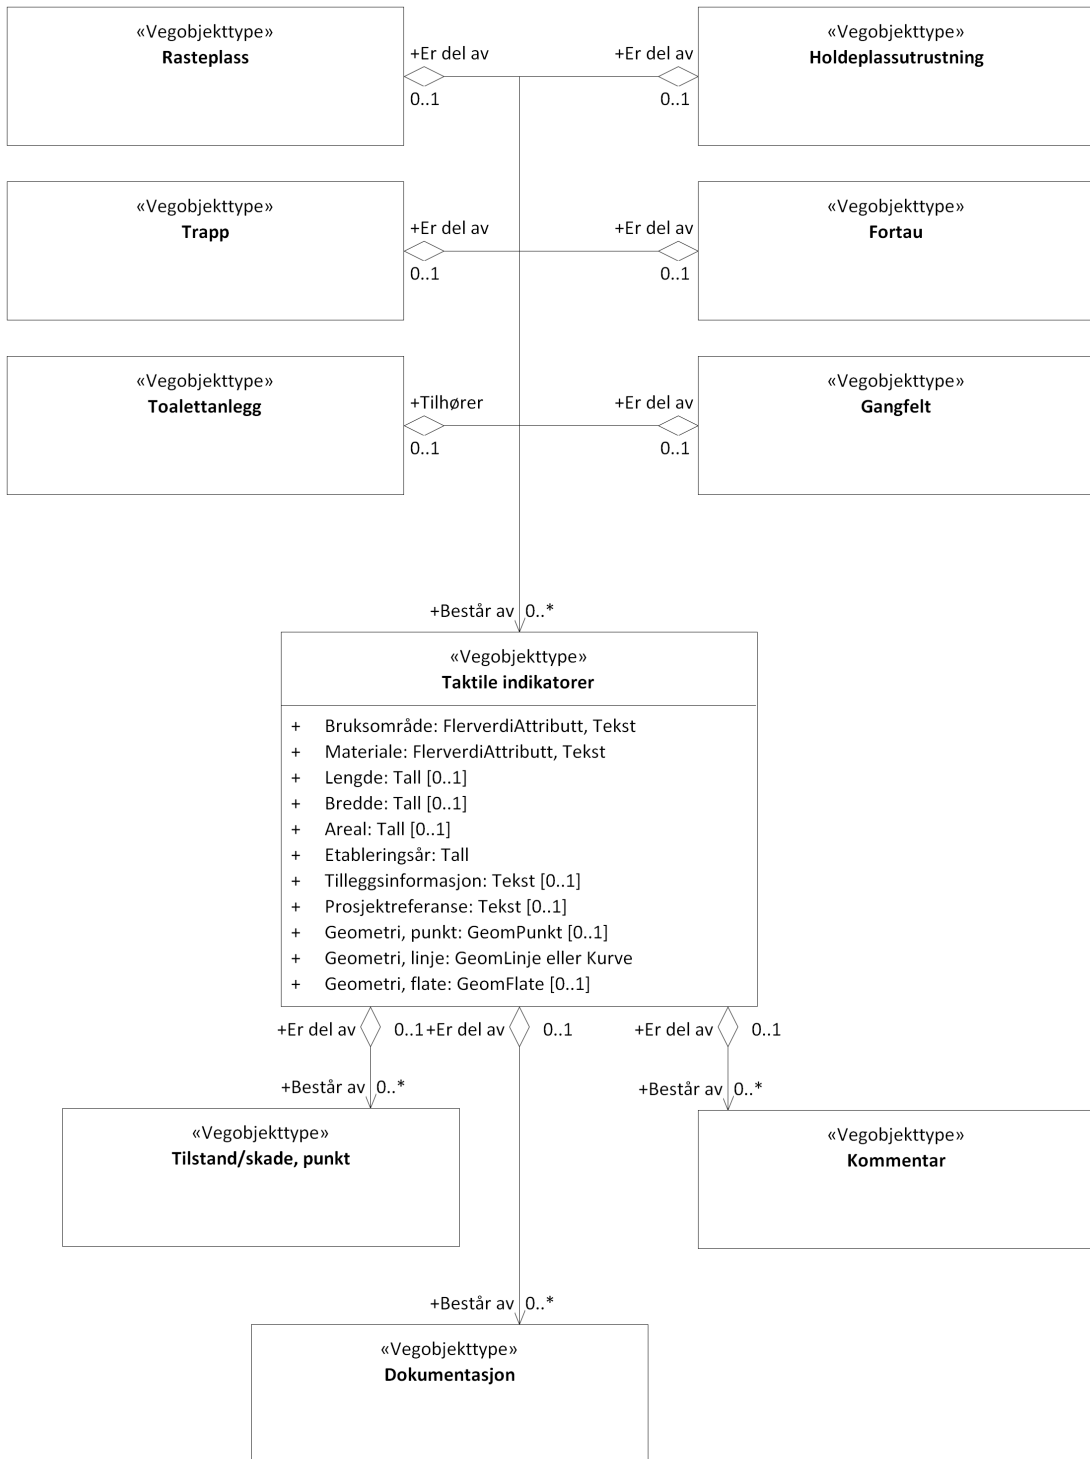 «Vegobjekttype»
Rasteplass
+Er del av
0..1
+Er del av
0..1
«Vegobjekttype»
Holdeplassutrustning
«Vegobjekttype»
Trapp
+Er del av
0..1
+Er del av
0..1
«Vegobjekttype»
Fortau
«Vegobjekttype»
Toalettanlegg
+Tilhører
0..1
+Er del av
0..1
«Vegobjekttype»
Gangfelt
+Består av 0..*
«Vegobjekttype»
Taktile indikatorer
+ Bruksområde: FlerverdiAttributt, Tekst
+ Materiale: FlerverdiAttributt, Tekst
+ Lengde: Tall [0..1]
+ Bredde: Tall [0..1]
+ Areal: Tall [0..1]
+ Etableringsår: Tall
+ Tilleggsinformasjon: Tekst [0..1]
+ Prosjektreferanse: Tekst [0..1]
+ Geometri, punkt: GeomPunkt [0..1]
+ Geometri, linje: GeomLinje eller Kurve
+ Geometri, flate: GeomFlate [0..1]
+Er del av 0..1 +Er del av 0..1 +Er del av 0..1
+Består av 0..* +Består av 0..*
«Vegobjekttype»
Tilstand/skade, punkt
«Vegobjekttype»
Kommentar
+Består av 0..*
«Vegobjekttype»
Dokumentasjon